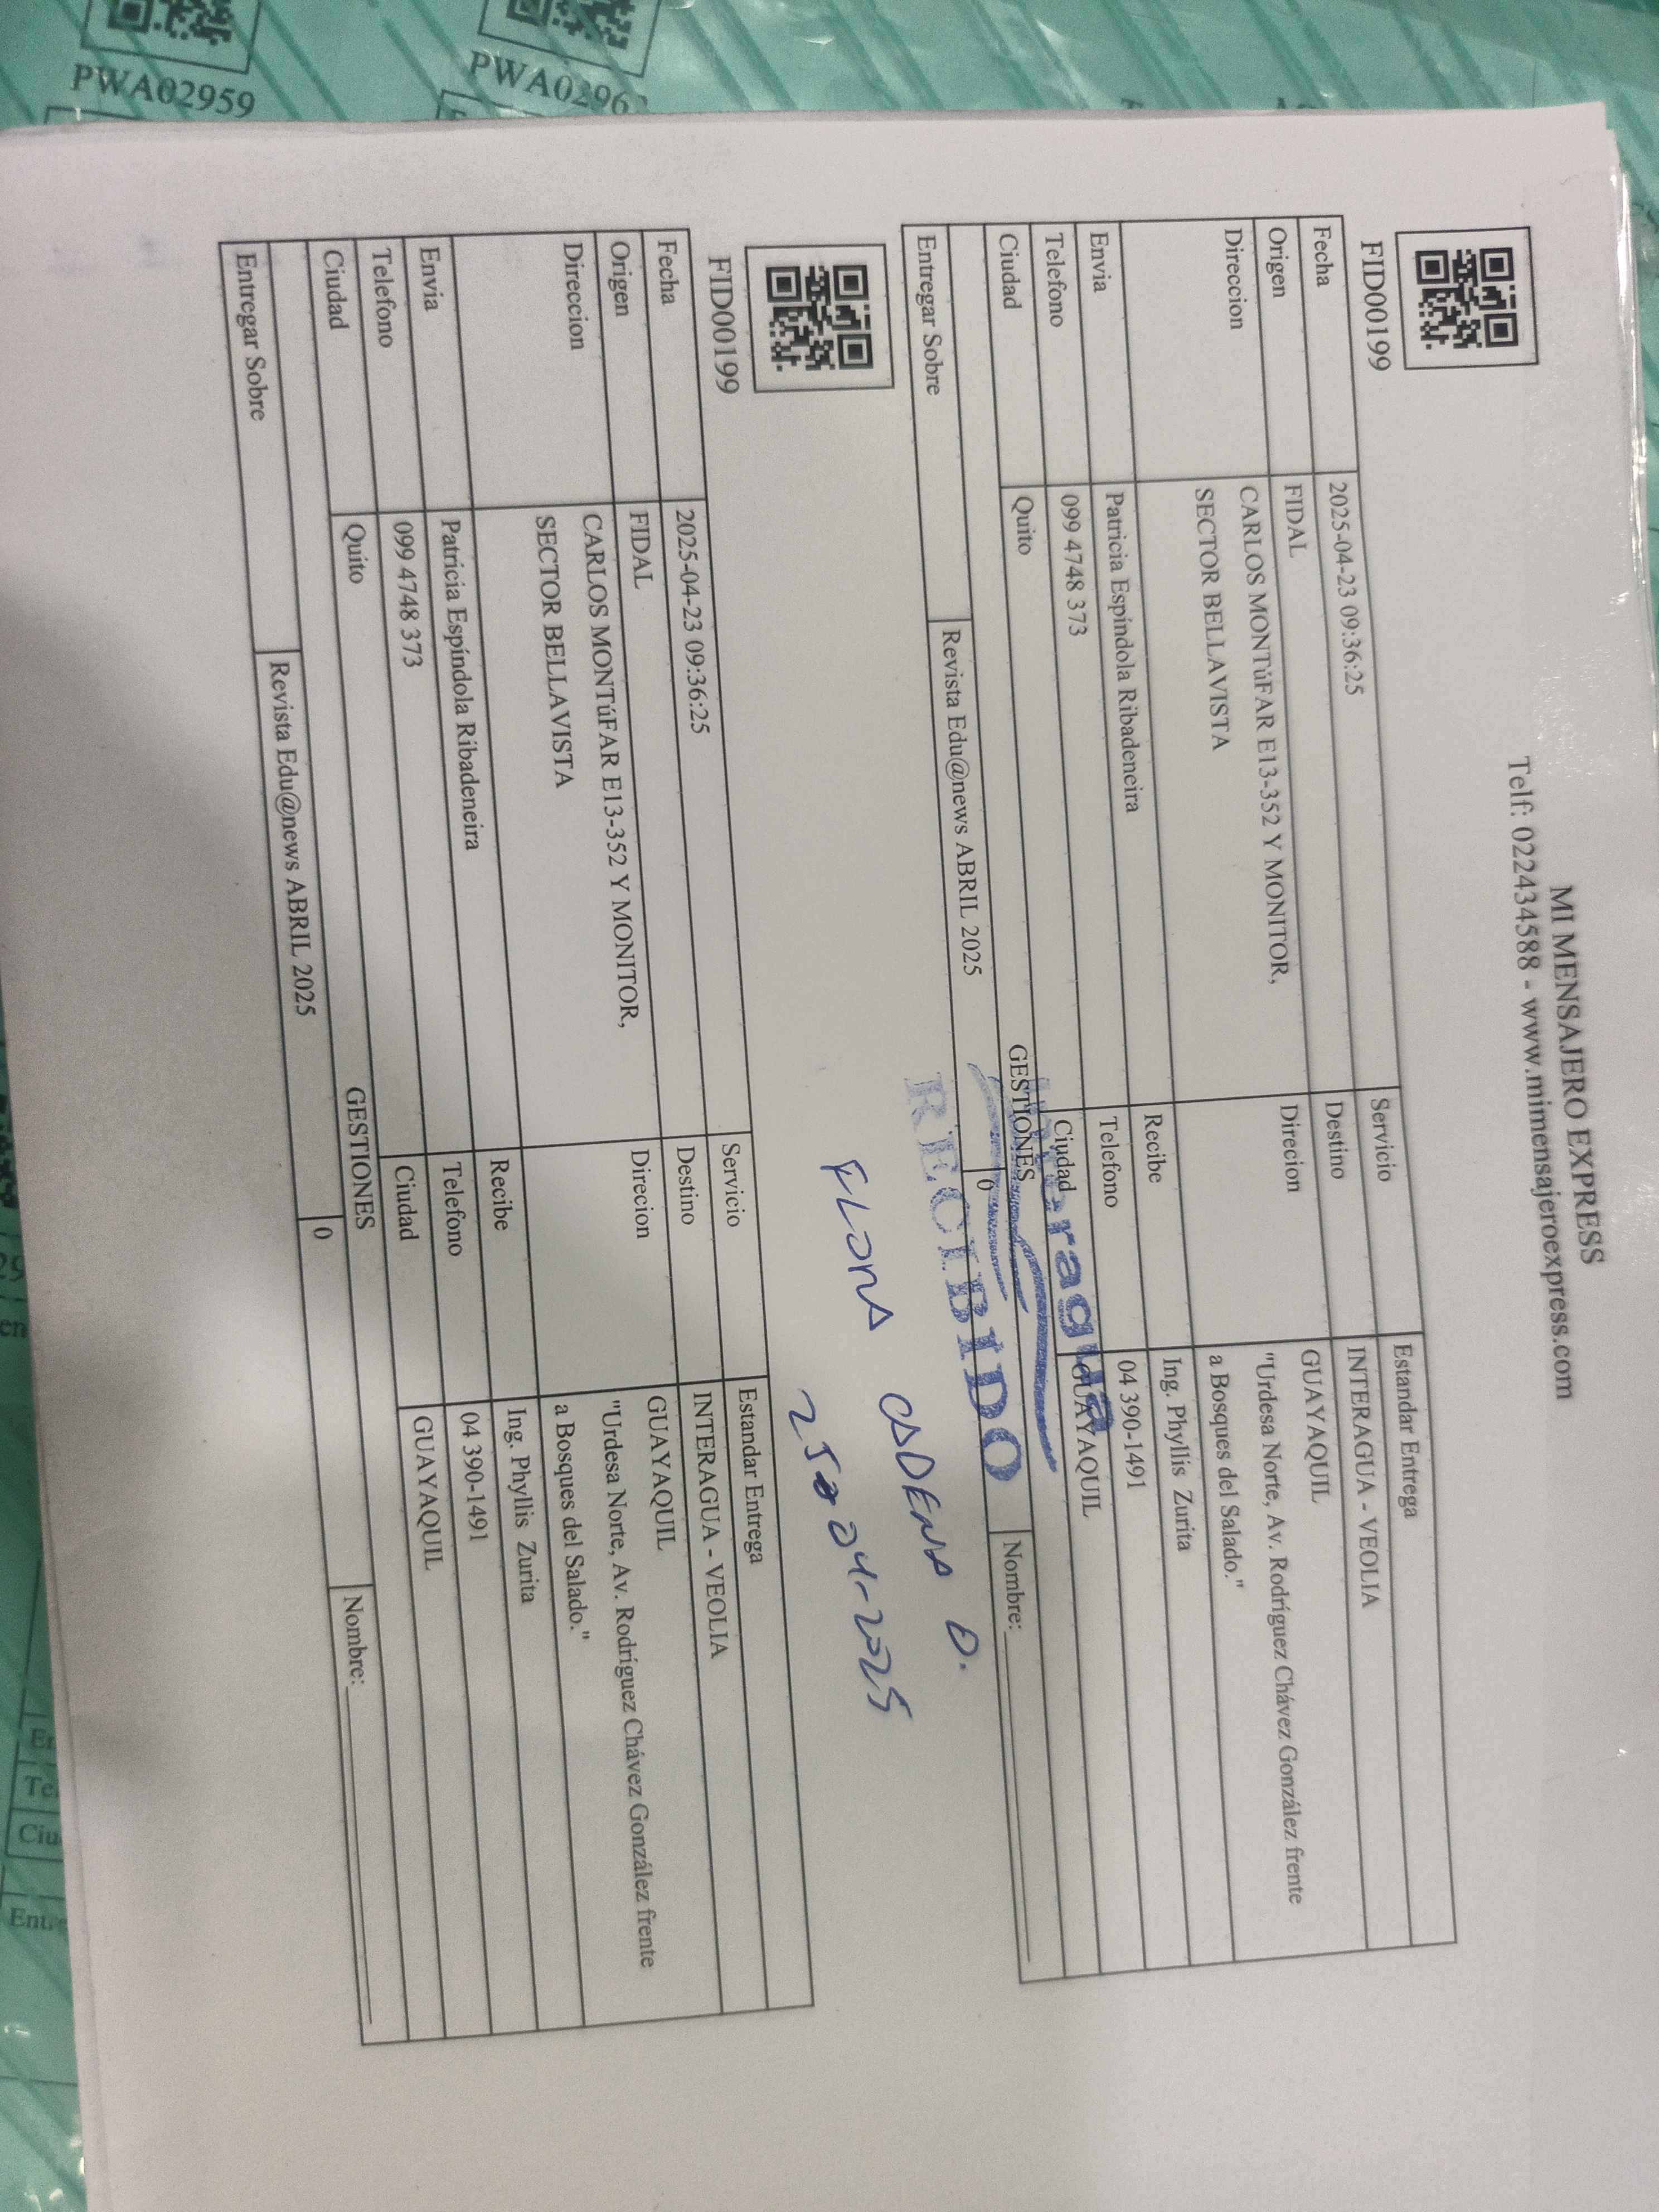 PWA02959
MI MENSAJERO EXPRESS
Telf: 022434588 - www.mimensajeroexpress.com
FID00199
Fecha 2025-04-23 09:36:25 Servicio Estandar Entrega
Origen FIDAL Destino INTERAGUA - VEOLIA
Direccion CARLOS MONTúFAR E13-352 Y MONITOR, Direcion GUAYAQUIL
SECTOR BELLAVISTA "Urdesa Norte, Av. Rodríguez Chávez González frente
a Bosques del Salado."
Envia Patricia Espíndola Ribadeneira Recibe Ing. Phyllis Zurita
Telefono 099 4748 373 Telefono 04 390-1491
Ciudad Quito Ciudad GUAYAQUIL
GESTIONES
Entregar Sobre Revista Edu@news ABRIL 2025 0 Nombre:
interagua
RECIBIDO
FLOR CADENA D.
25-04-2025
FID00199
Fecha 2025-04-23 09:36:25 Servicio Estandar Entrega
Origen FIDAL Destino INTERAGUA - VEOLIA
Direccion CARLOS MONTúFAR E13-352 Y MONITOR, Direcion GUAYAQUIL
SECTOR BELLAVISTA "Urdesa Norte, Av. Rodríguez Chávez González frente
a Bosques del Salado."
Envia Patricia Espíndola Ribadeneira Recibe Ing. Phyllis Zurita
Telefono 099 4748 373 Telefono 04 390-1491
Ciudad Quito Ciudad GUAYAQUIL
GESTIONES
Entregar Sobre Revista Edu@news ABRIL 2025 0 Nombre: